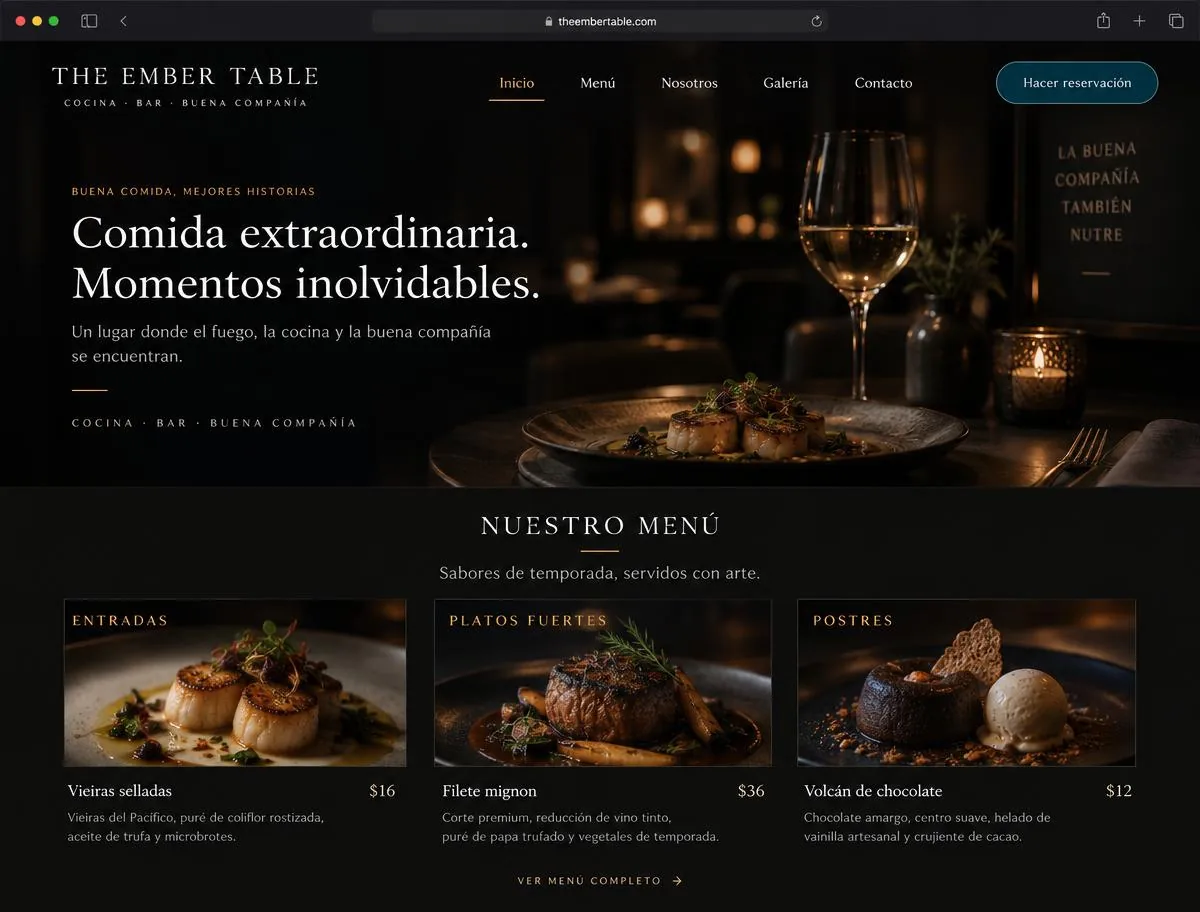 theembertable.com
THE EMBER TABLE
COCINA · BAR · BUENA COMPAÑÍA
Inicio
Menú
Nosotros
Galería
Contacto
Hacer reservación
LA BUENA
COMPAÑÍA
TAMBIÉN
NUTRE
BUENA COMIDA, MEJORES HISTORIAS
Comida extraordinaria.
Momentos inolvidables.
Un lugar donde el fuego, la cocina y la buena compañía
se encuentran.
COCINA · BAR · BUENA COMPAÑÍA
NUESTRO MENÚ
Sabores de temporada, servidos con arte.
ENTRADAS
Vieiras selladas $16
Vieiras del Pacífico, puré de coliflor rostizada,
aceite de trufa y microbrotes.
PLATOS FUERTES
Filete mignon $36
Corte premium, reducción de vino tinto,
puré de papa trufado y vegetales de temporada.
POSTRES
Volcán de chocolate $12
Chocolate amargo, centro suave, helado de
vainilla artesanal y crujiente de cacao.
VER MENÚ COMPLETO →